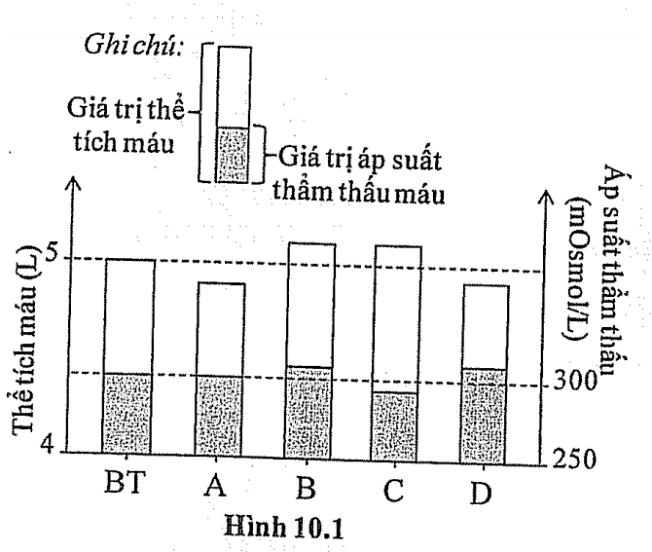 Ghi chú:
Giá trị thể
tích máu
Giá trị áp suất
thẩm thấu máu
Thể tích máu (L)
5
4
Áp suất thẩm thấu
(mOsmol/L)
300
250
BT A B C D
Hình 10.1